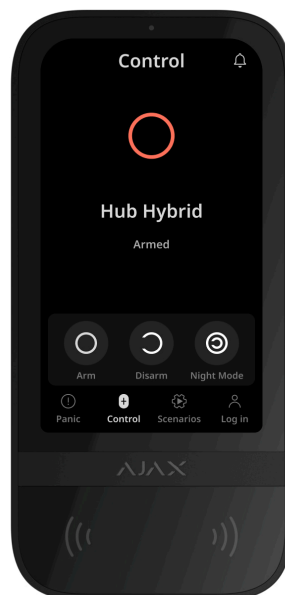 Control
Hub Hybrid
Armed
Arm Disarm Night Mode
Panic Control Scenarios Log in
AJAX